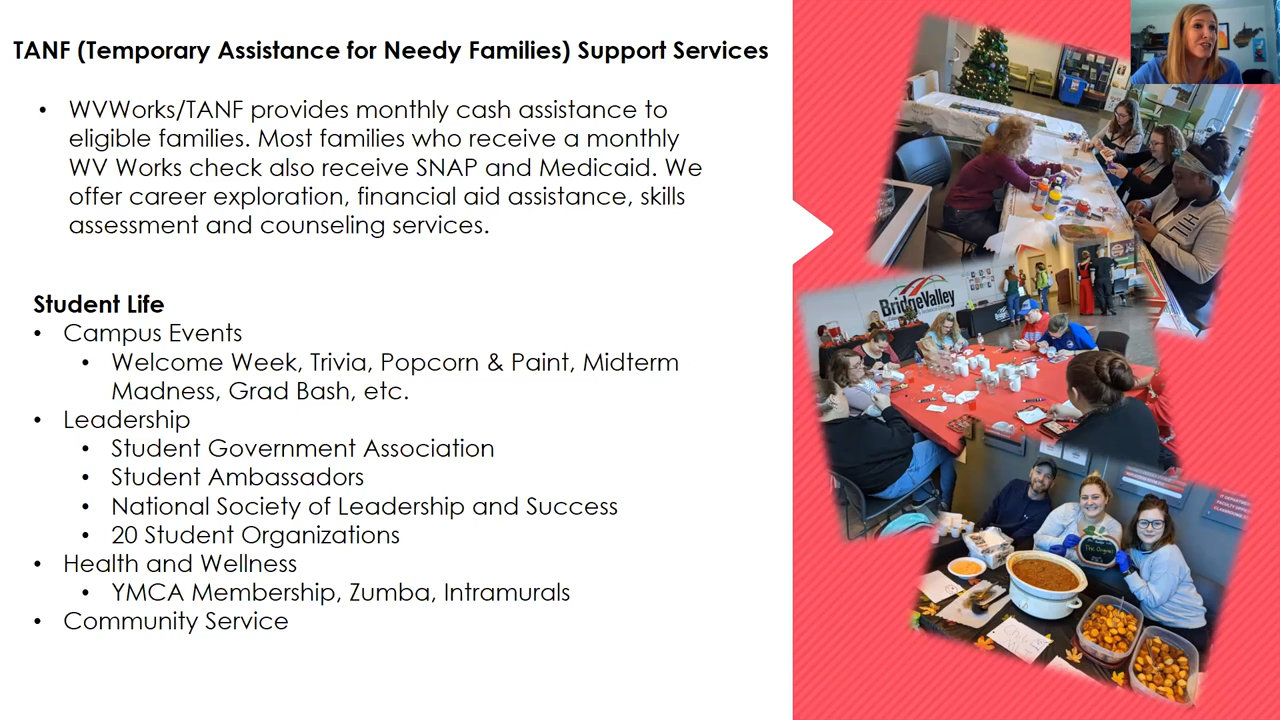 TANF (Temporary Assistance for Needy Families) Support Services
• WVWorks/TANF provides monthly cash assistance to
eligible families. Most families who receive a monthly
WV Works check also receive SNAP and Medicaid. We
offer career exploration, financial aid assistance, skills
assessment and counseling services.
Student Life
• Campus Events
• Welcome Week, Trivia, Popcorn & Paint, Midterm
Madness, Grad Bash, etc.
• Leadership
• Student Government Association
• Student Ambassadors
• National Society of Leadership and Success
• 20 Student Organizations
• Health and Wellness
• YMCA Membership, Zumba, Intramurals
• Community Service
BridgeValley